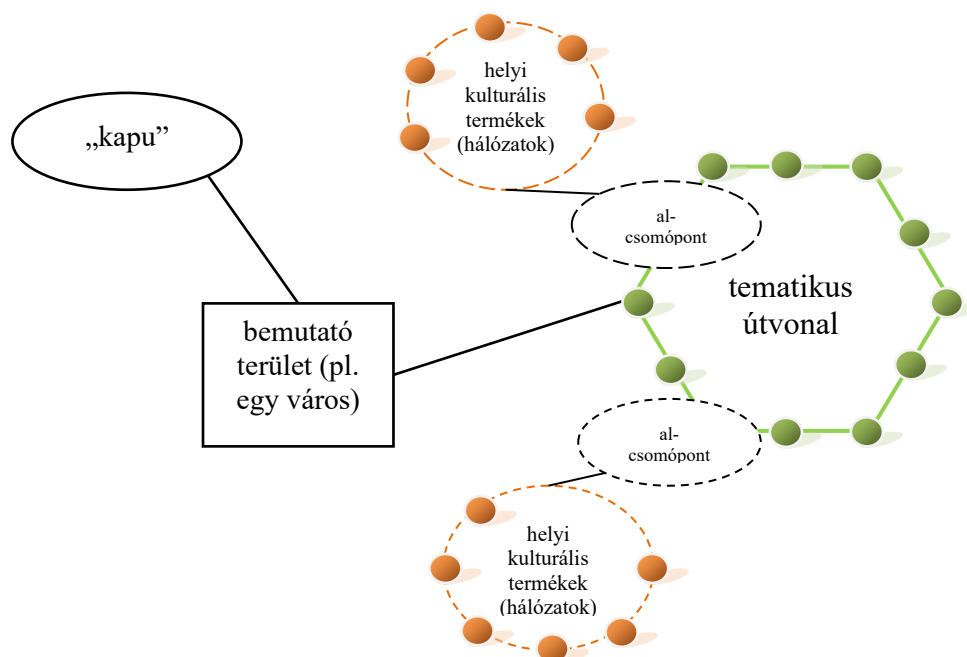 „kapu”
bemutató
terület (pl.
egy város)
helyi
kulturális
termékek
(hálózatok)
al-
csomópont
tematikus
útvonal
al-
csomópont
helyi
kulturális
termékek
(hálózatok)